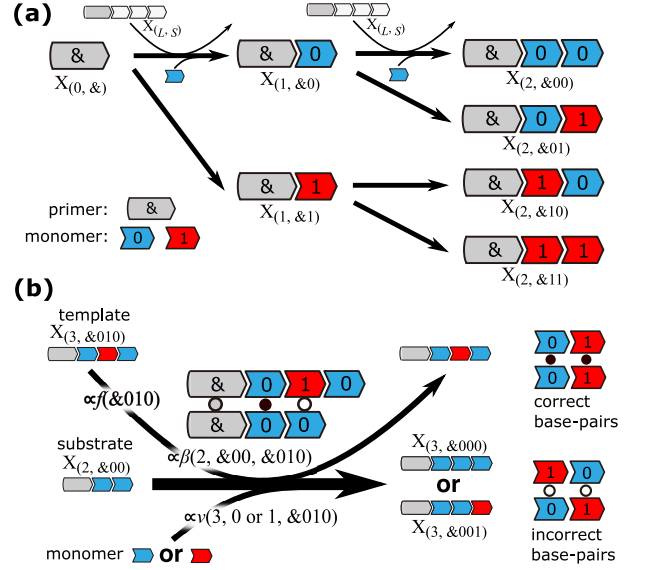 (a)
X(L, S)
X(L, S)
&
& 0
& 0 0
X(0, &)
X(1, &0)
X(2, &00)
& 0 1
X(2, &01)
& 1
& 1 0
X(1, &1)
X(2, &10)
primer: &
monomer: 0 1
& 1 1
X(2, &11)
(b)
template
X(3, &010)
& 0 1 0
0 1
∝f(&010)
& 0 0
0 1
correct
base-pairs
substrate
∝β(2, &00, &010)
X(2, &00)
X(3, &000)
or
1 0
∝ν(3, 0 or 1, &010)
X(3, &001)
0 1
monomer or
incorrect
base-pairs